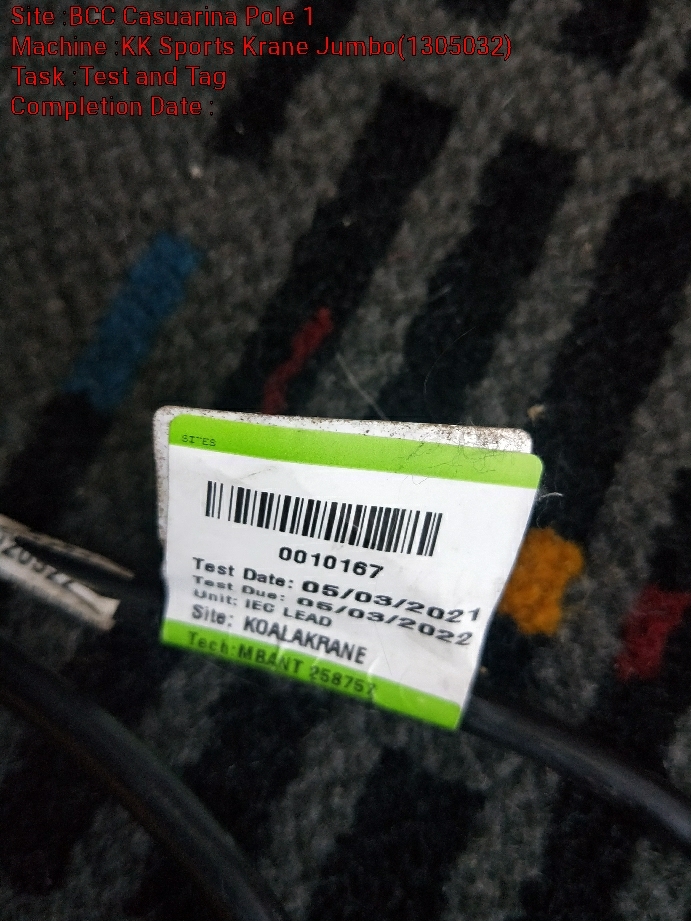 Site :BCC Casuarina Pole 1
Machine :KK Sports Krane Jumbo(1305032)
Task :Test and Tag
Completion Date :
SITES
0010167
Test Date: 05/03/2021
Test Due: 05/03/2022
Unit: IEC LEAD
Site: KOALAKRANE
Tech:MBANT 258757